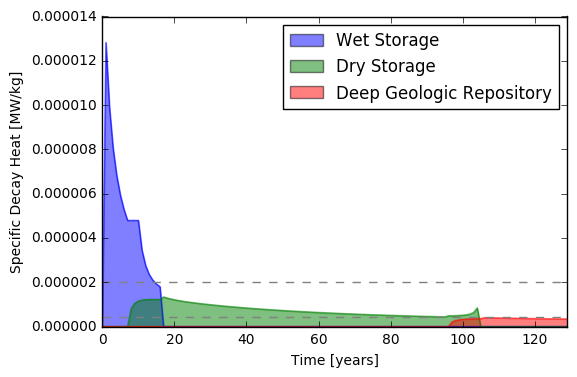 0.000014
0.000012
0.000010
0.000008
0.000006
0.000004
0.000002
0.000000
Specific Decay Heat [MW/kg]
Wet Storage
Dry Storage
Deep Geologic Repository
0 20 40 60 80 100 120
Time [years]